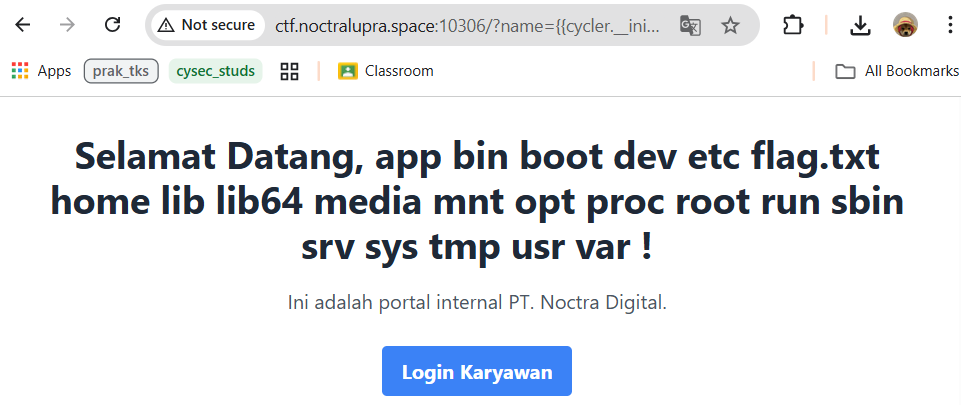 Not secure
ctf.noctralupra.space:10306/?name={{cycler.__ini...
Apps
prak_tks
cysec_studs
Classroom
All Bookmarks
Selamat Datang, app bin boot dev etc flag.txt
home lib lib64 media mnt opt proc root run sbin
srv sys tmp usr var !
Ini adalah portal internal PT. Noctra Digital.
Login Karyawan